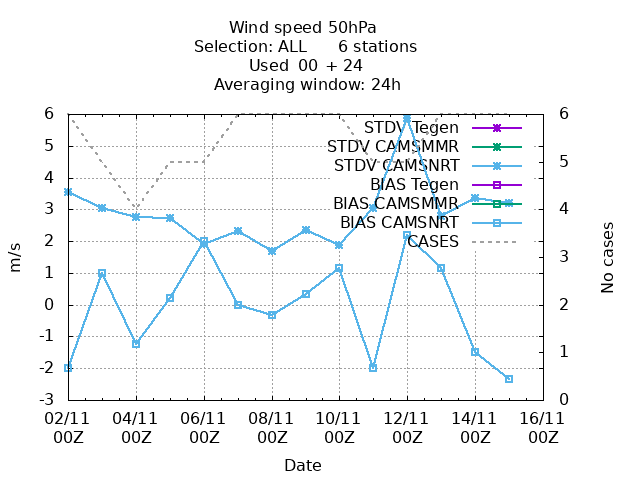 Wind speed 50hPa
Selection: ALL 6 stations
Used 00 + 24
Averaging window: 24h
6 6
STDV Tegen
STDV CAMSMMR
5 5
STDV CAMSNRT
4
BIAS Tegen
BIAS CAMSMMR
3 4
BIAS CAMSNRT
2 CASES
3
1
0 2
-1
1
-2
-3 0
m/s
No cases
02/11 04/11 06/11 08/11 10/11 12/11 14/11 16/11
00Z 00Z 00Z 00Z 00Z 00Z 00Z 00Z
Date